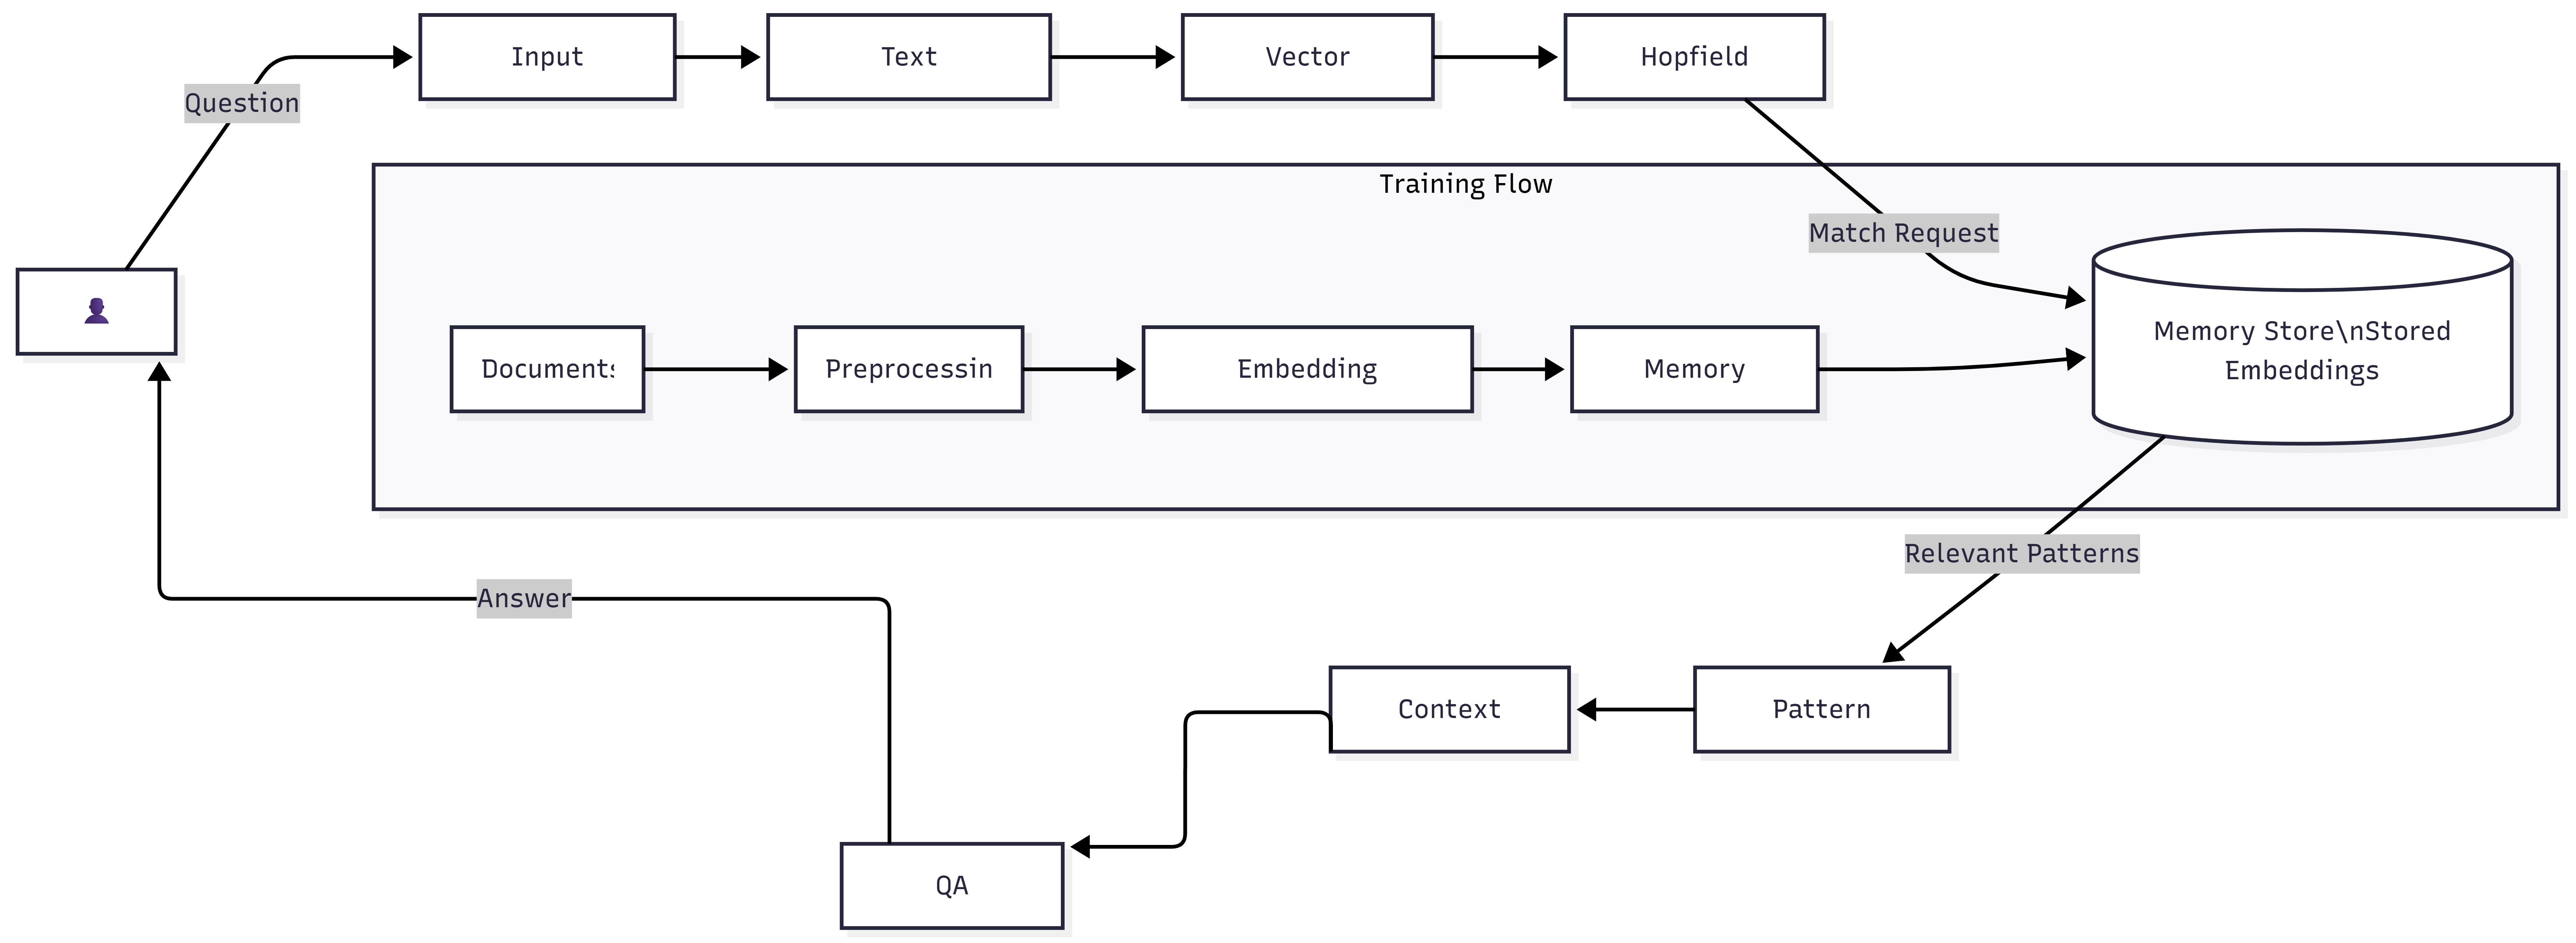 Input
Text
Vector
Hopfield
Question
Training Flow
Match Request
Documents
Preprocessin
Embedding
Memory
Memory Store\nStored
Embeddings
Relevant Patterns
Answer
Context
Pattern
QA